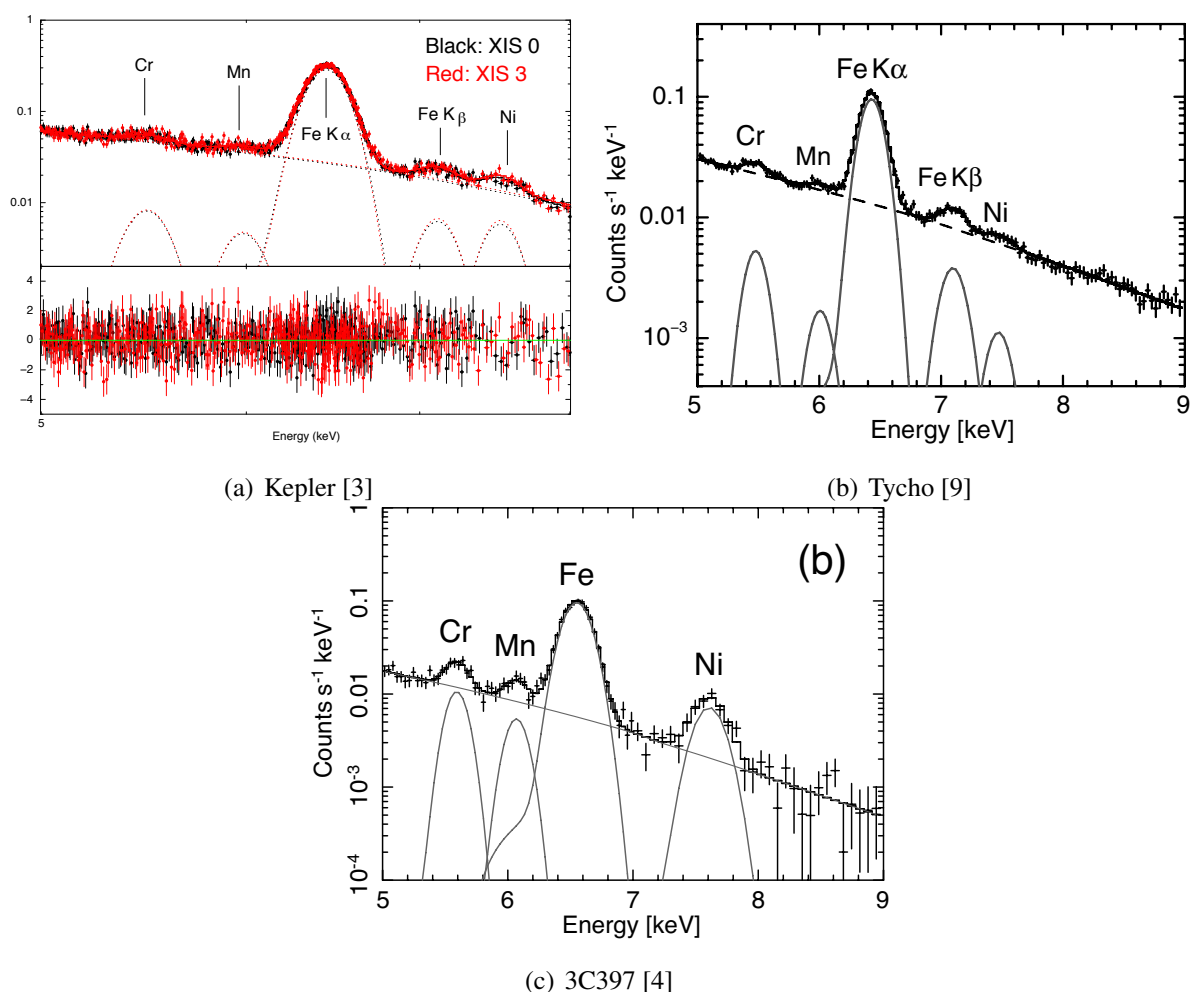 1
0.1
0.01
Cr
Mn
Fe K α
Fe K β
Ni
Black: XIS 0
Red: XIS 3
4
2
0
−2
−4
5
Energy (keV)
(a) Kepler [3]
Counts s⁻¹ keV⁻¹
0.1
0.01
10⁻³
Cr
Mn
Fe Kα
Fe Kβ
Ni
5 6 7 8 9
Energy [keV]
(b) Tycho [9]
Counts s⁻¹ keV⁻¹
1
0.1
0.01
10⁻³
10⁻⁴
Cr
Mn
Fe
Ni
(b)
5 6 7 8 9
Energy [keV]
(c) 3C397 [4]